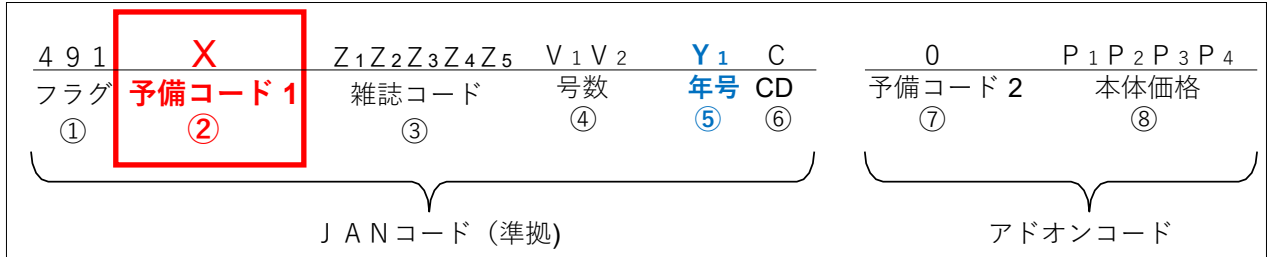 491 X Z1Z2Z3Z4Z5 V1V2 Y1 C 0 P1P2P3P4
フラグ 予備コード1 雑誌コード 号数 年号 CD 予備コード2 本体価格
① ② ③ ④ ⑤ ⑥ ⑦ ⑧
JANコード(準拠) アドオンコード